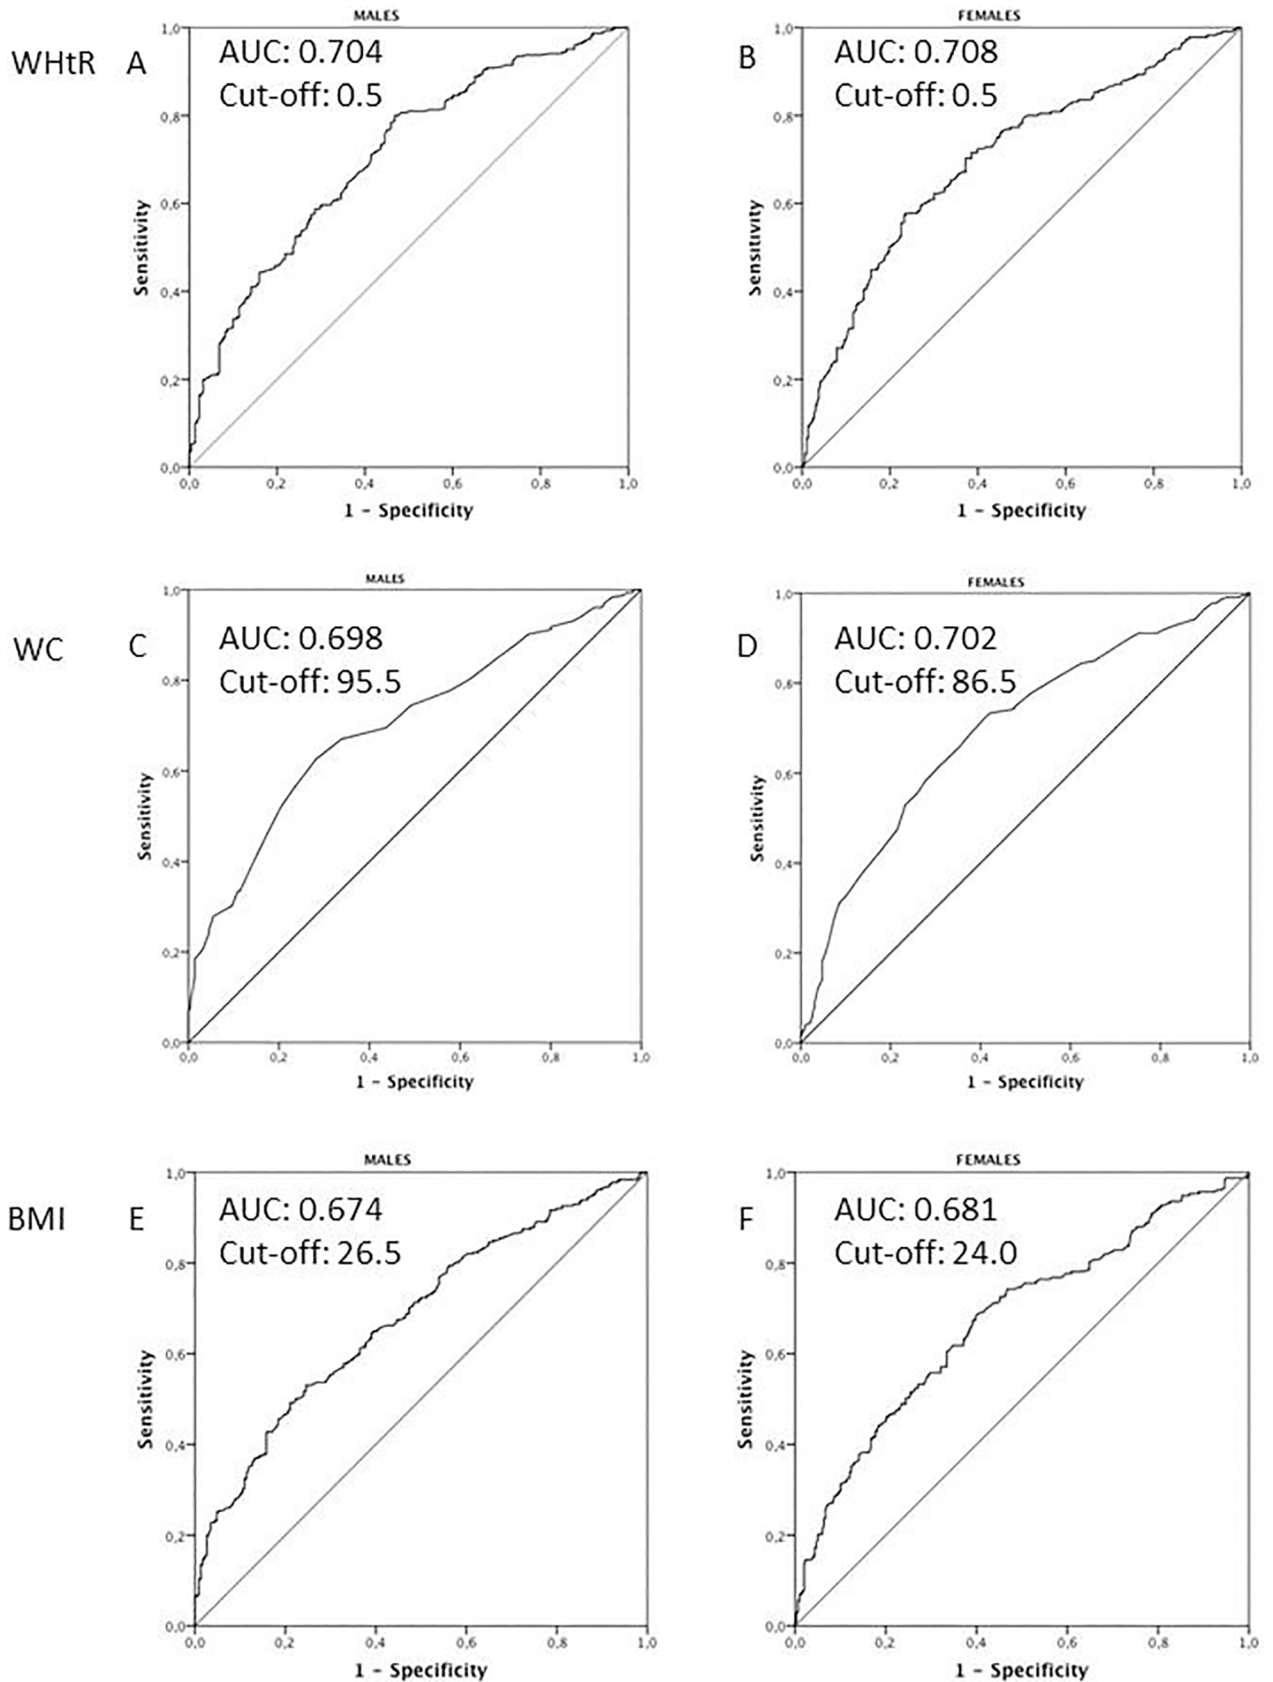 MALES
FEMALES
WHtR
A
AUC: 0.704
Cut-off: 0.5
B
AUC: 0.708
Cut-off: 0.5
1,0
0,8
0,6
0,4
0,2
0,0
Sensitivity
0,0 0,2 0,4 0,6 0,8 1,0
1 - Specificity
1,0
0,8
0,6
0,4
0,2
0,0
Sensitivity
0,0 0,2 0,4 0,6 0,8 1,0
1 - Specificity
MALES
FEMALES
WC
C
AUC: 0.698
Cut-off: 95.5
D
AUC: 0.702
Cut-off: 86.5
1,0
0,8
0,6
0,4
0,2
0,0
Sensitivity
0,0 0,2 0,4 0,6 0,8 1,0
1 - Specificity
1,0
0,8
0,6
0,4
0,2
0,0
Sensitivity
0,0 0,2 0,4 0,6 0,8 1,0
1 - Specificity
MALES
FEMALES
BMI
E
AUC: 0.674
Cut-off: 26.5
F
AUC: 0.681
Cut-off: 24.0
1,0
0,8
0,6
0,4
0,2
0,0
Sensitivity
0,0 0,2 0,4 0,6 0,8 1,0
1 - Specificity
1,0
0,8
0,6
0,4
0,2
0,0
Sensitivity
0,0 0,2 0,4 0,6 0,8 1,0
1 - Specificity